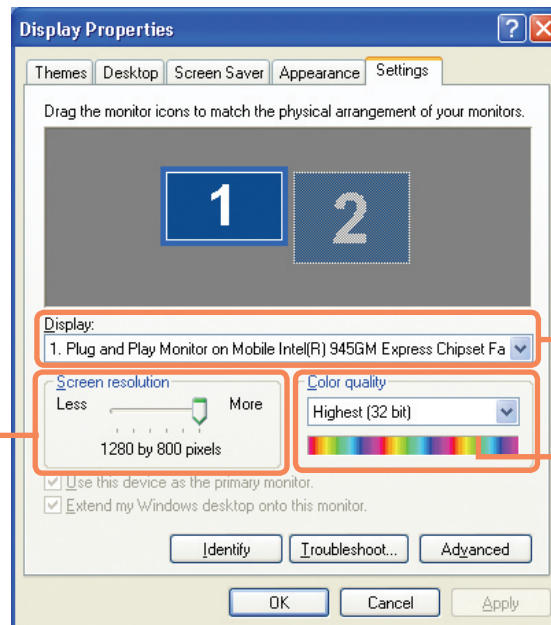 Display Properties
Themes Desktop Screen Saver Appearance Settings
Drag the monitor icons to match the physical arrangement of your monitors.
1 2
Display:
1. Plug and Play Monitor on Mobile Intel(R) 945GM Express Chipset Fa
Screen resolution
Less More
1280 by 800 pixels
Color quality
Highest (32 bit)
Use this device as the primary monitor.
Extend my Windows desktop onto this monitor.
Identify Troubleshoot... Advanced
OK Cancel Apply